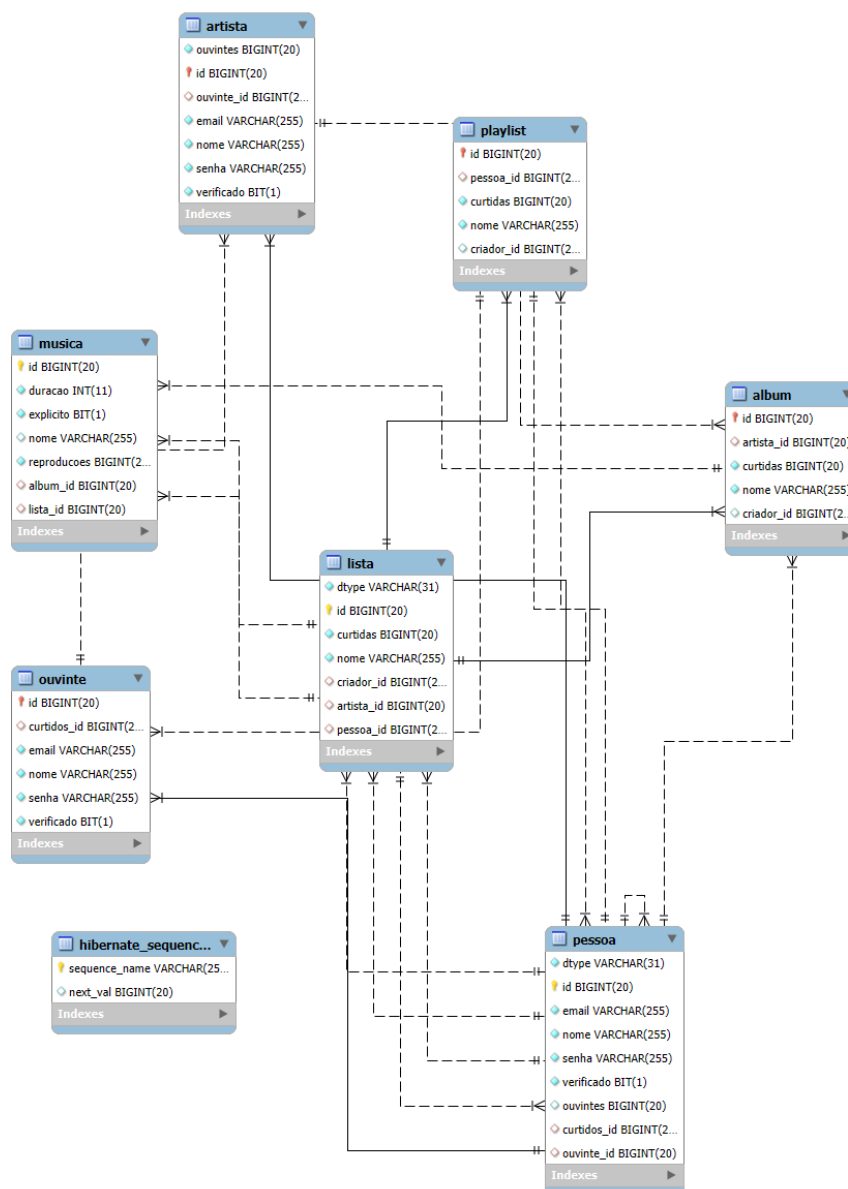 artista
ouvintes BIGINT(20)
id BIGINT(20)
ouvinte_id BIGINT(2...
email VARCHAR(255)
nome VARCHAR(255)
senha VARCHAR(255)
verificado BIT(1)
Indexes
playlist
id BIGINT(20)
pessoa_id BIGINT(2...
curtidas BIGINT(20)
nome VARCHAR(255)
criador_id BIGINT(2...
Indexes
musica
id BIGINT(20)
duracao INT(11)
explicito BIT(1)
nome VARCHAR(255)
reproducoes BIGINT(2...
album_id BIGINT(20)
lista_id BIGINT(20)
Indexes
album
id BIGINT(20)
artista_id BIGINT(20)
curtidas BIGINT(20)
nome VARCHAR(255)
criador_id BIGINT(2...
Indexes
lista
dtype VARCHAR(31)
id BIGINT(20)
curtidas BIGINT(20)
nome VARCHAR(255)
criador_id BIGINT(2...
artista_id BIGINT(20)
pessoa_id BIGINT(2...
Indexes
ouvinte
id BIGINT(20)
curtidos_id BIGINT(2...
email VARCHAR(255)
nome VARCHAR(255)
senha VARCHAR(255)
verificado BIT(1)
Indexes
hibernate_sequenc...
sequence_name VARCHAR(25...
next_val BIGINT(20)
Indexes
pessoa
dtype VARCHAR(31)
id BIGINT(20)
email VARCHAR(255)
nome VARCHAR(255)
senha VARCHAR(255)
verificado BIT(1)
ouvintes BIGINT(20)
curtidos_id BIGINT(2...
ouvinte_id BIGINT(20)
Indexes